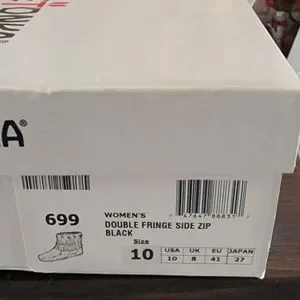 A®
699
WOMEN'S
DOUBLE FRINGE SIDE ZIP
BLACK
Size
10
USA UK EU JAPAN
10 8 41 27